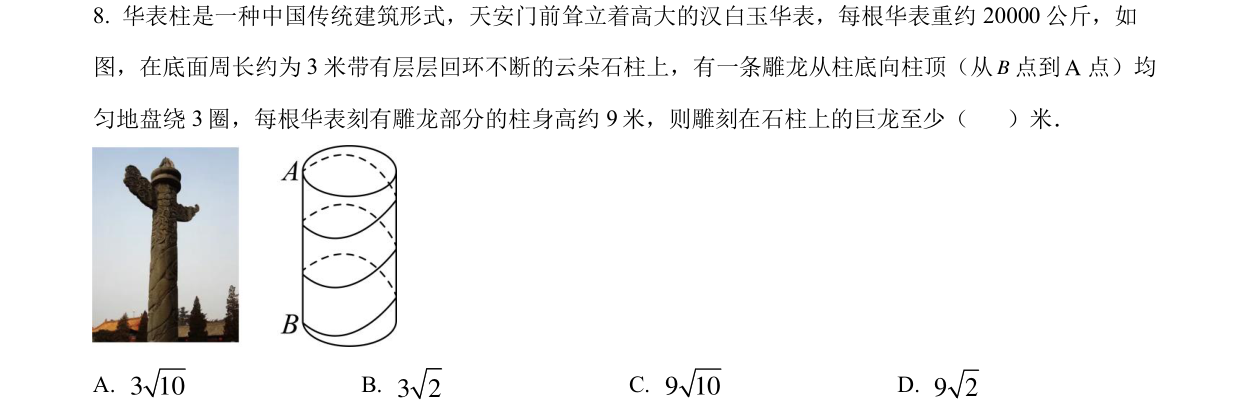 8. 华表柱是一种中国传统建筑形式，天安门前耸立着高大的汉白玉华表，每根华表重约 20000 公斤，如
图，在底面周长约为 3 米带有层层回环不断的云朵石柱上，有一条雕龙从柱底向柱顶（从 B 点到 A 点）均
匀地盘绕 3 圈，每根华表刻有雕龙部分的柱身高约 9 米，则雕刻在石柱上的巨龙至少（ ）米．
A
B
A. 3√10 B. 3√2 C. 9√10 D. 9√2